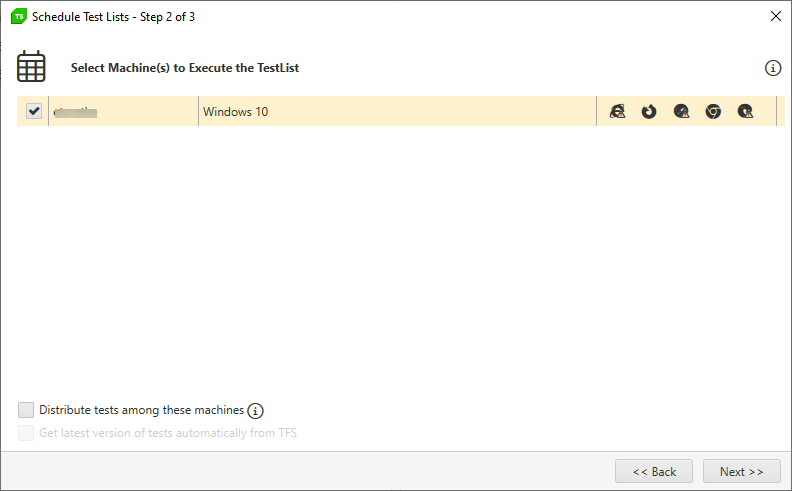 TS Schedule Test Lists - Step 2 of 3
Select Machine(s) to Execute the TestList
Windows 10
Distribute tests among these machines
Get latest version of tests automatically from TFS
<< Back Next >>